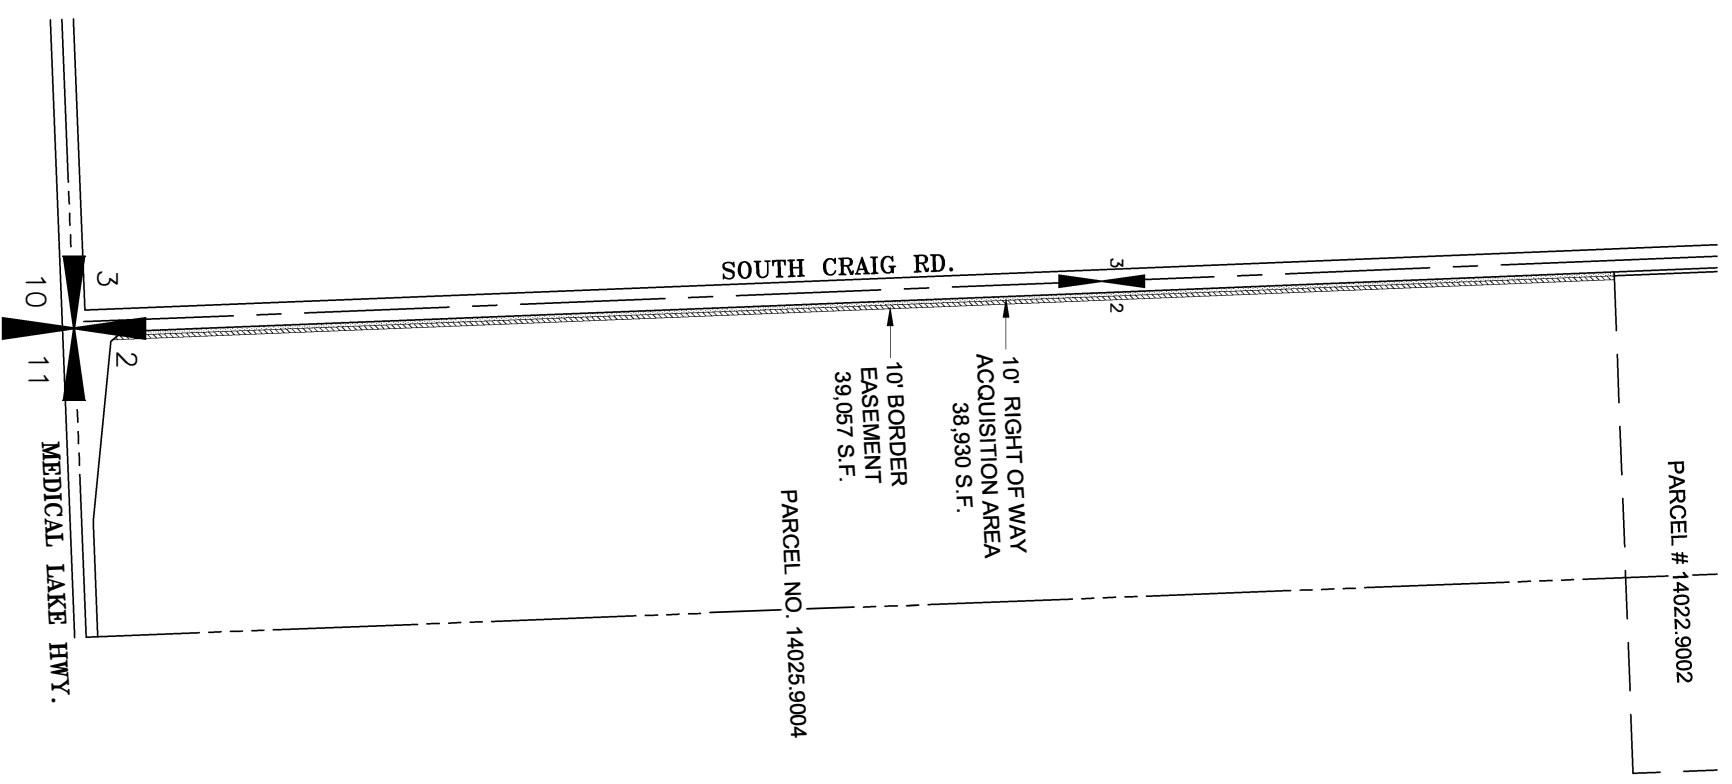 SOUTH CRAIG RD.
3
2
3
10
2
11
10' RIGHT OF WAY
ACQUISITION AREA
38,930 S.F.
10' BORDER
EASEMENT
39,057 S.F.
PARCEL # 14022.9002
PARCEL NO. 14025.9004
MEDICAL LAKE HWY.